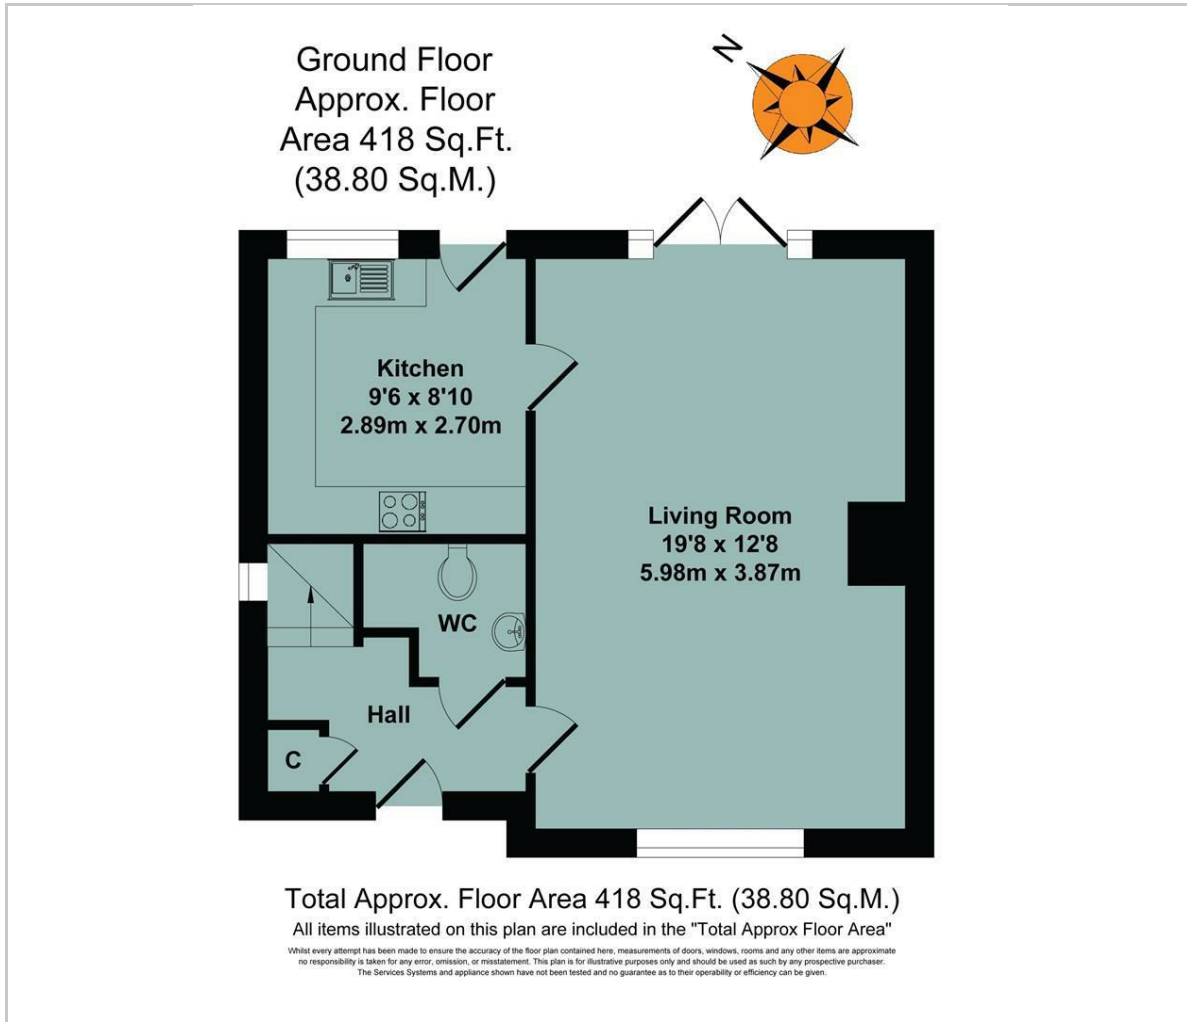 Ground Floor
Approx. Floor
Area 418 Sq.Ft.
(38.80 Sq.M.)
N
Kitchen
9'6 x 8'10
2.89m x 2.70m
Living Room
19'8 x 12'8
5.98m x 3.87m
WC
Hall
C
Total Approx. Floor Area 418 Sq.Ft. (38.80 Sq.M.)
All items illustrated on this plan are included in the "Total Approx Floor Area"
Whilst every attempt has been made to ensure the accuracy of the floor plan contained here, measurements of doors, windows, rooms and any other items are approximate
no responsibility is taken for any error, omission, or misstatement. This plan is for illustrative purposes only and should be used as such by any prospective purchaser.
The Services Systems and appliance shown have not been tested and no guarantee as to their operability or efficiency can be given.